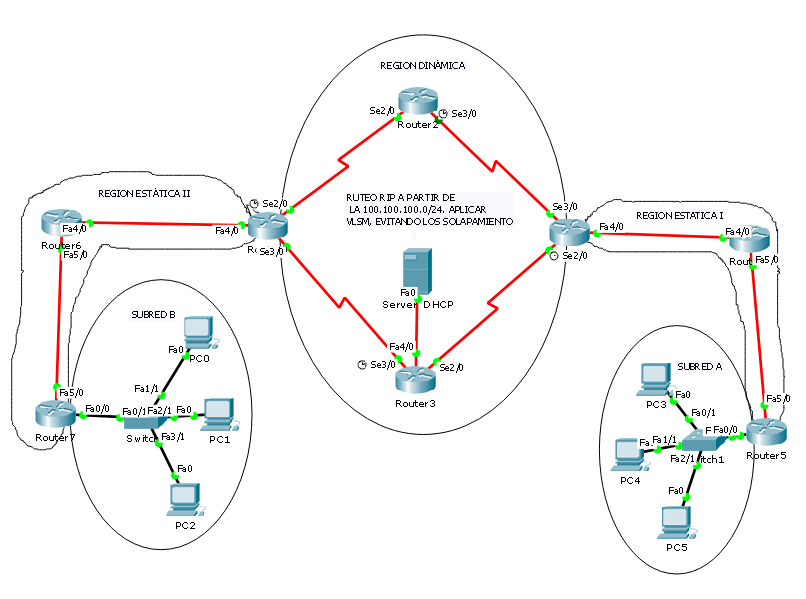 REGION DINÀMICA
Se2/0
Se3/0
Router2
REGION ESTÀTICA II
RUTEO RIP A PARTIR DE
LA 100.100.100.0/24. APLICAR
VLSM, EVITANDO LOS SOLAPAMIENTO
Se2/0
Se3/0
REGION ESTATICA I
Fa4/0
Router6
Fa5/0
Fa4/0
Se3/0
Fa4/0
Se2/0
Fa4/0
Fa5/0
Fa0
Server DHCP
SUBRED B
Fa0
PC0
Fa4/0
Se3/0
Se2/0
Router3
SUBRED A
Fa5/0
Fa0/0
Router7
Fa1/1
Fa0/1
Fa2/1
Fa0
PC1
Switch
Fa3/1
Fa0
PC2
PC3
Fa0
Fa0/1
Fa5/0
Fa0/0
Router5
Fa1/1
PC4
Fa2/1
Fa0
PC5